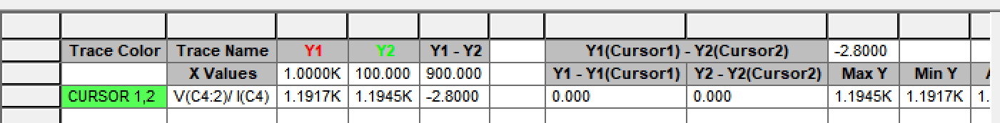 Trace Color Trace Name Y1 Y2 Y1 - Y2 Y1(Cursor1) - Y2(Cursor2) -2.8000
X Values 1.0000K 100.000 900.000 Y1 - Y1(Cursor1) Y2 - Y2(Cursor2) Max Y Min Y
CURSOR 1,2 V(C4:2)/ I(C4) 1.1917K 1.1945K -2.8000 0.000 0.000 1.1945K 1.1917K 1.